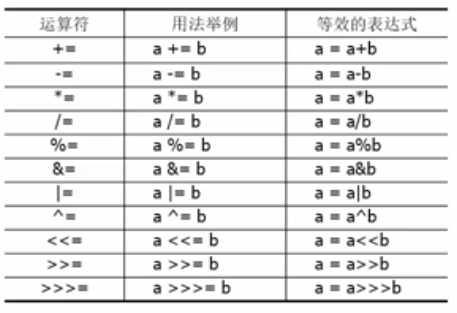 运算符 用法举例 等效的表达式
+= a += b a = a+b
-= a -= b a = a-b
*= a *= b a = a*b
/= a /= b a = a/b
%= a %= b a = a%b
&= a &= b a = a&b
|= a |= b a = a|b
^= a ^= b a = a^b
<<= a <<= b a = a<<b
>>= a >>= b a = a>>b
>>>= a >>>= b a = a>>>b